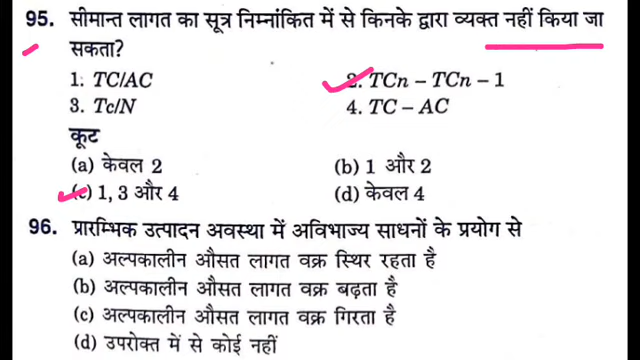 95. सीमान्त लागत का सूत्र निम्नांकित में से किनके द्वारा व्यक्त नहीं किया जा
सकता?
1. TC/AC 2. TCn – TCn – 1
3. Tc/N 4. TC – AC
कूट
(a) केवल 2 (b) 1 और 2
(c) 1, 3 और 4 (d) केवल 4
96. प्रारम्भिक उत्पादन अवस्था में अविभाज्य साधनों के प्रयोग से
(a) अल्पकालीन औसत लागत वक्र स्थिर रहता है
(b) अल्पकालीन औसत लागत वक्र बढ़ता है
(c) अल्पकालीन औसत लागत वक्र गिरता है
(d) उपरोक्त में से कोई नहीं